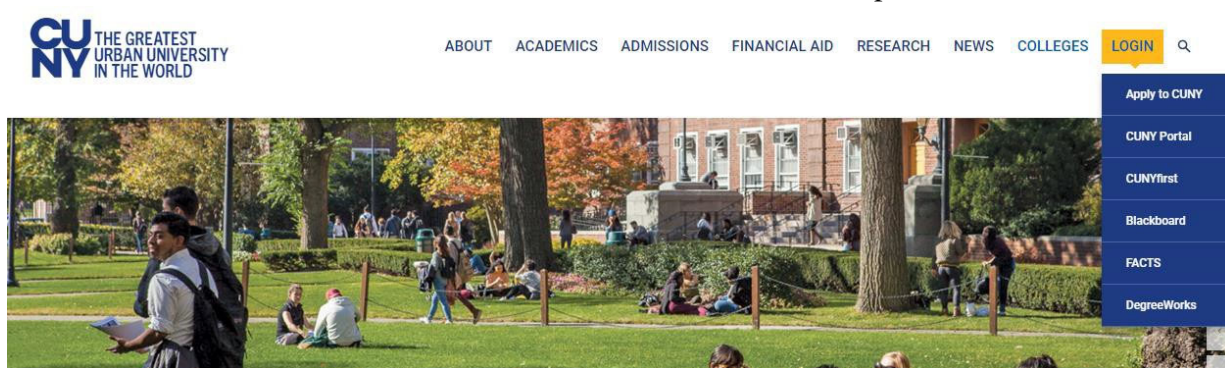 CU
NY
THE GREATEST
URBAN UNIVERSITY
IN THE WORLD
ABOUT ACADEMICS ADMISSIONS FINANCIAL AID RESEARCH NEWS COLLEGES LOGIN
Apply to CUNY
CUNY Portal
CUNYfirst
Blackboard
FACTS
DegreeWorks